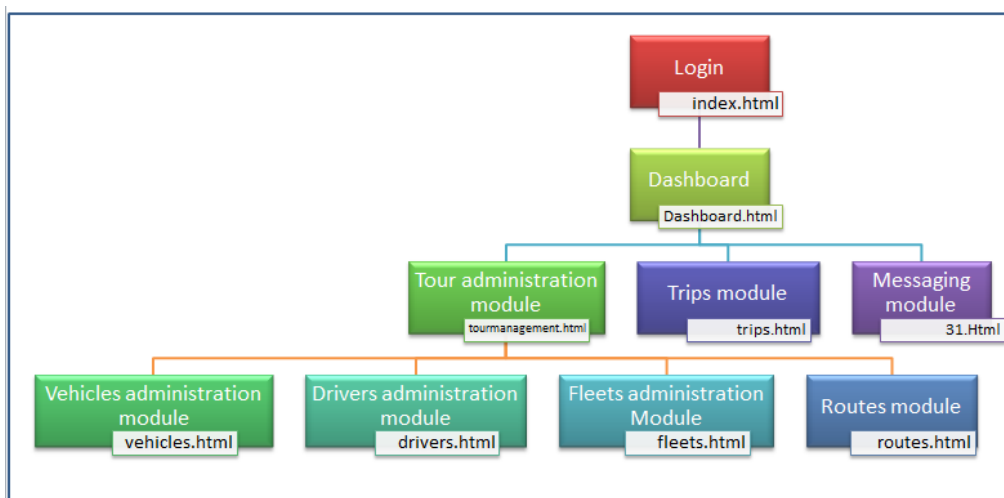 Login
index.html
Dashboard
Dashboard.html
Tour administration
module
tourmanagement.html
Trips module
trips.html
Messaging
module
31.Html
Vehicles administration
module
vehicles.html
Drivers administration
module
drivers.html
Fleets administration
Module
fleets.html
Routes module
routes.html